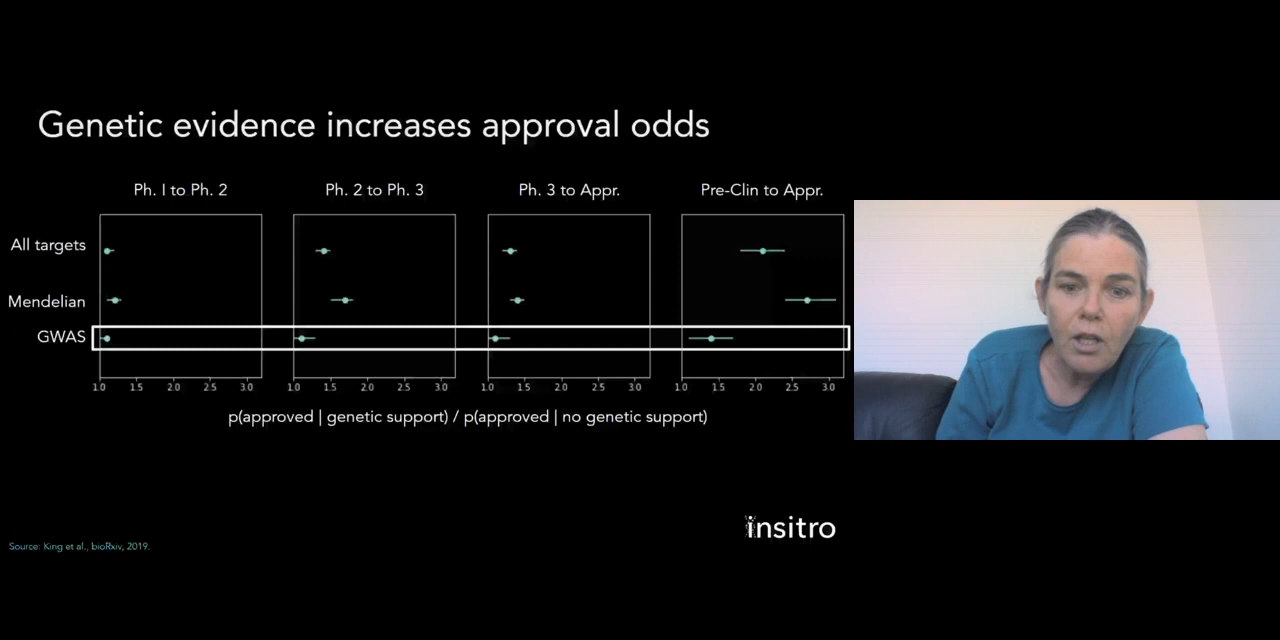 Genetic evidence increases approval odds
Ph. I to Ph. 2
Ph. 2 to Ph. 3
Ph. 3 to Appr.
Pre-Clin to Appr.
All targets
Mendelian
GWAS
1.0 1.5 2.0 2.5 3.0
1.0 1.5 2.0 2.5 3.0
1.0 1.5 2.0 2.5 3.0
1.0 1.5 2.0 2.5 3.0
p(approved | genetic support) / p(approved | no genetic support)
insitro
Source: King et al., bioRxiv, 2019.